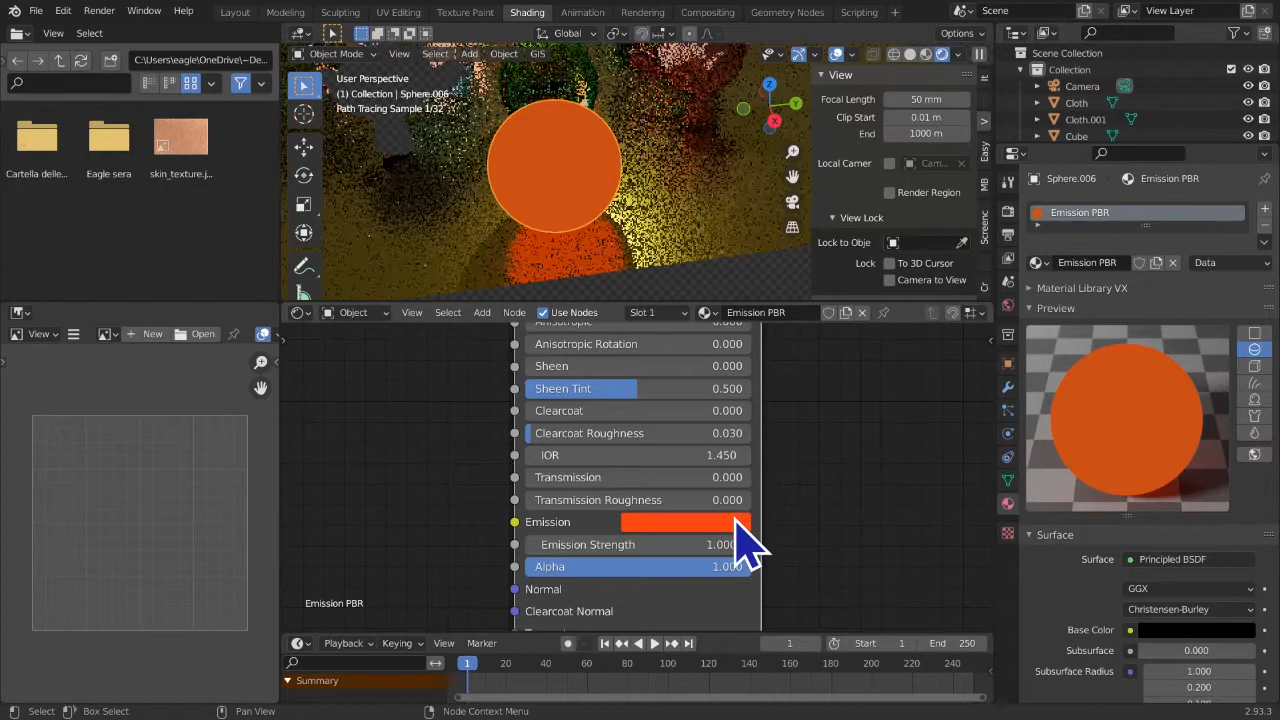 File Edit Render Window Help Layout Modeling Sculpting UV Editing Texture Paint Shading Animation Rendering Compositing Geometry Nodes Scripting + Scene View Layer
View Select
Global
Options
C:\Users\eagle\OneDrive\~De...
Object Mode View Select Add Object GIS
User Perspective
(1) Collection | Sphere.006
Path Tracing Sample 1/32
Z
Y
X
View
Focal Length 50 mm
Clip Start 0.01 m
End 1000 m
Local Camer Cam...
Render Region
View Lock
Lock to Obje
Lock To 3D Cursor
Camera to View
Easy
MB
Screenc
Scene Collection
Collection
Camera
Cloth
Cloth.001
Cube
Cartella delle... Eagle sera skin_texture.j...
Sphere.006 Emission PBR
Emission PBR
Emission PBR Data
Material Library VX
Preview
View New Open
Object View Select Add Node Use Nodes Slot 1 Emission PBR
Anisotropic 0.000
Anisotropic Rotation 0.000
Sheen 0.000
Sheen Tint 0.500
Clearcoat 0.000
Clearcoat Roughness 0.030
IOR 1.450
Transmission 0.000
Transmission Roughness 0.000
Emission
Emission Strength 1.000
Alpha 1.000
Normal
Clearcoat Normal
Emission PBR
Surface
Surface Principled BSDF
GGX
Christensen-Burley
Base Color
Subsurface 0.000
Subsurface Radius 1.000
0.200
Playback Keying View Marker 1 Start 1 End 250
1 20 40 60 80 100 120 140 160 180 200 220 240
Summary
Select Box Select Pan View Node Context Menu 2.93.3